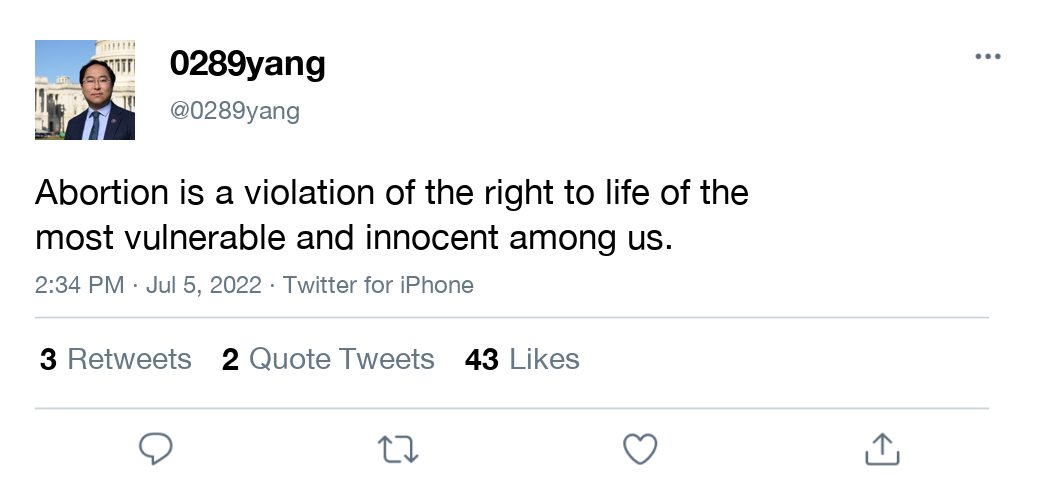 0289yang
@0289yang
Abortion is a violation of the right to life of the
most vulnerable and innocent among us.
2:34 PM · Jul 5, 2022 · Twitter for iPhone
3 Retweets 2 Quote Tweets 43 Likes